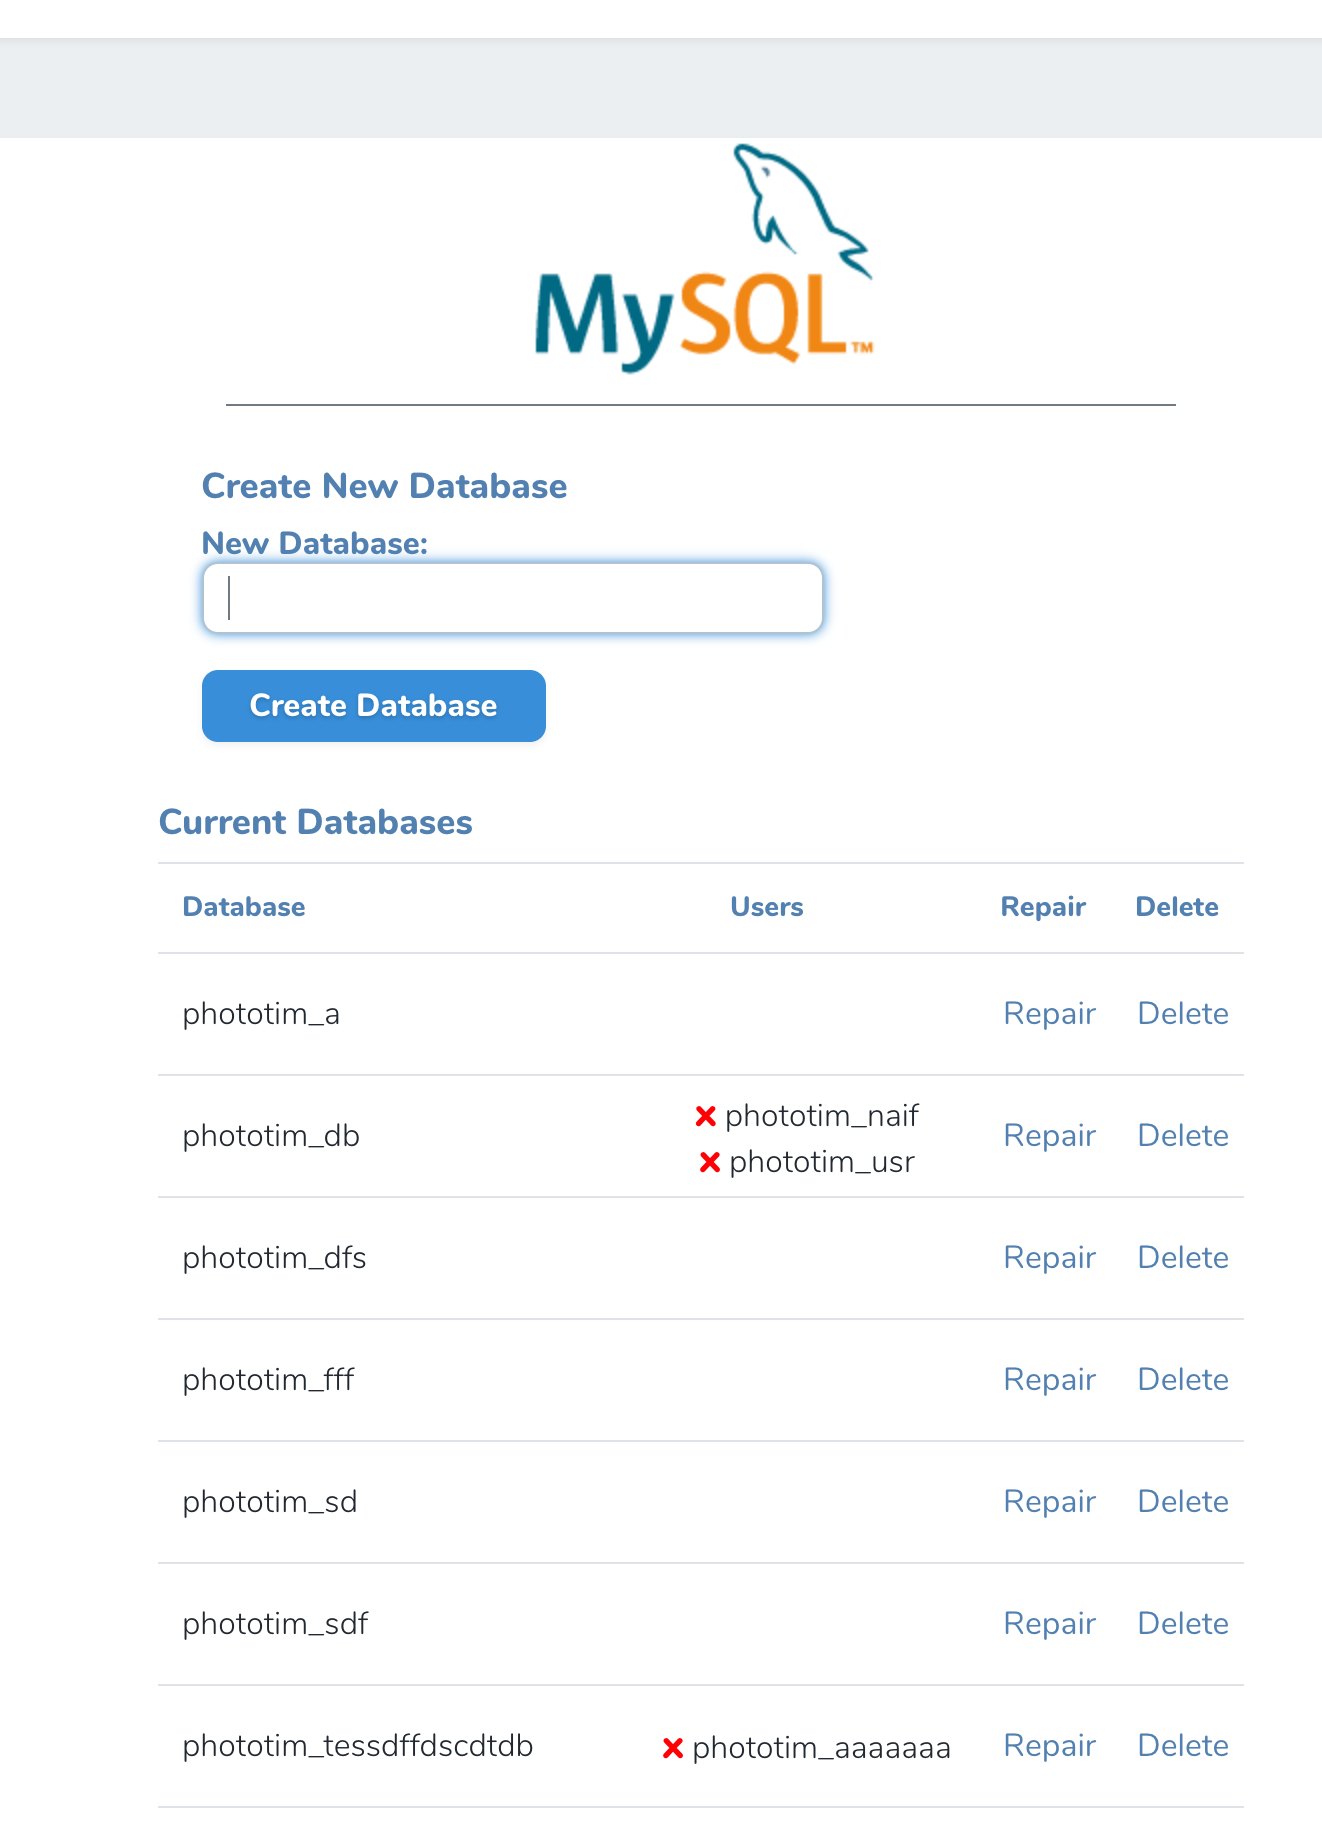 MySQL™
Create New Database
New Database:
Create Database
Current Databases
Database Users Repair Delete
phototim_a Repair Delete
phototim_db phototim_naif phototim_usr Repair Delete
phototim_dfs Repair Delete
phototim_fff Repair Delete
phototim_sd Repair Delete
phototim_sdf Repair Delete
phototim_tessdffdscdtdb phototim_aaaaaaa Repair Delete